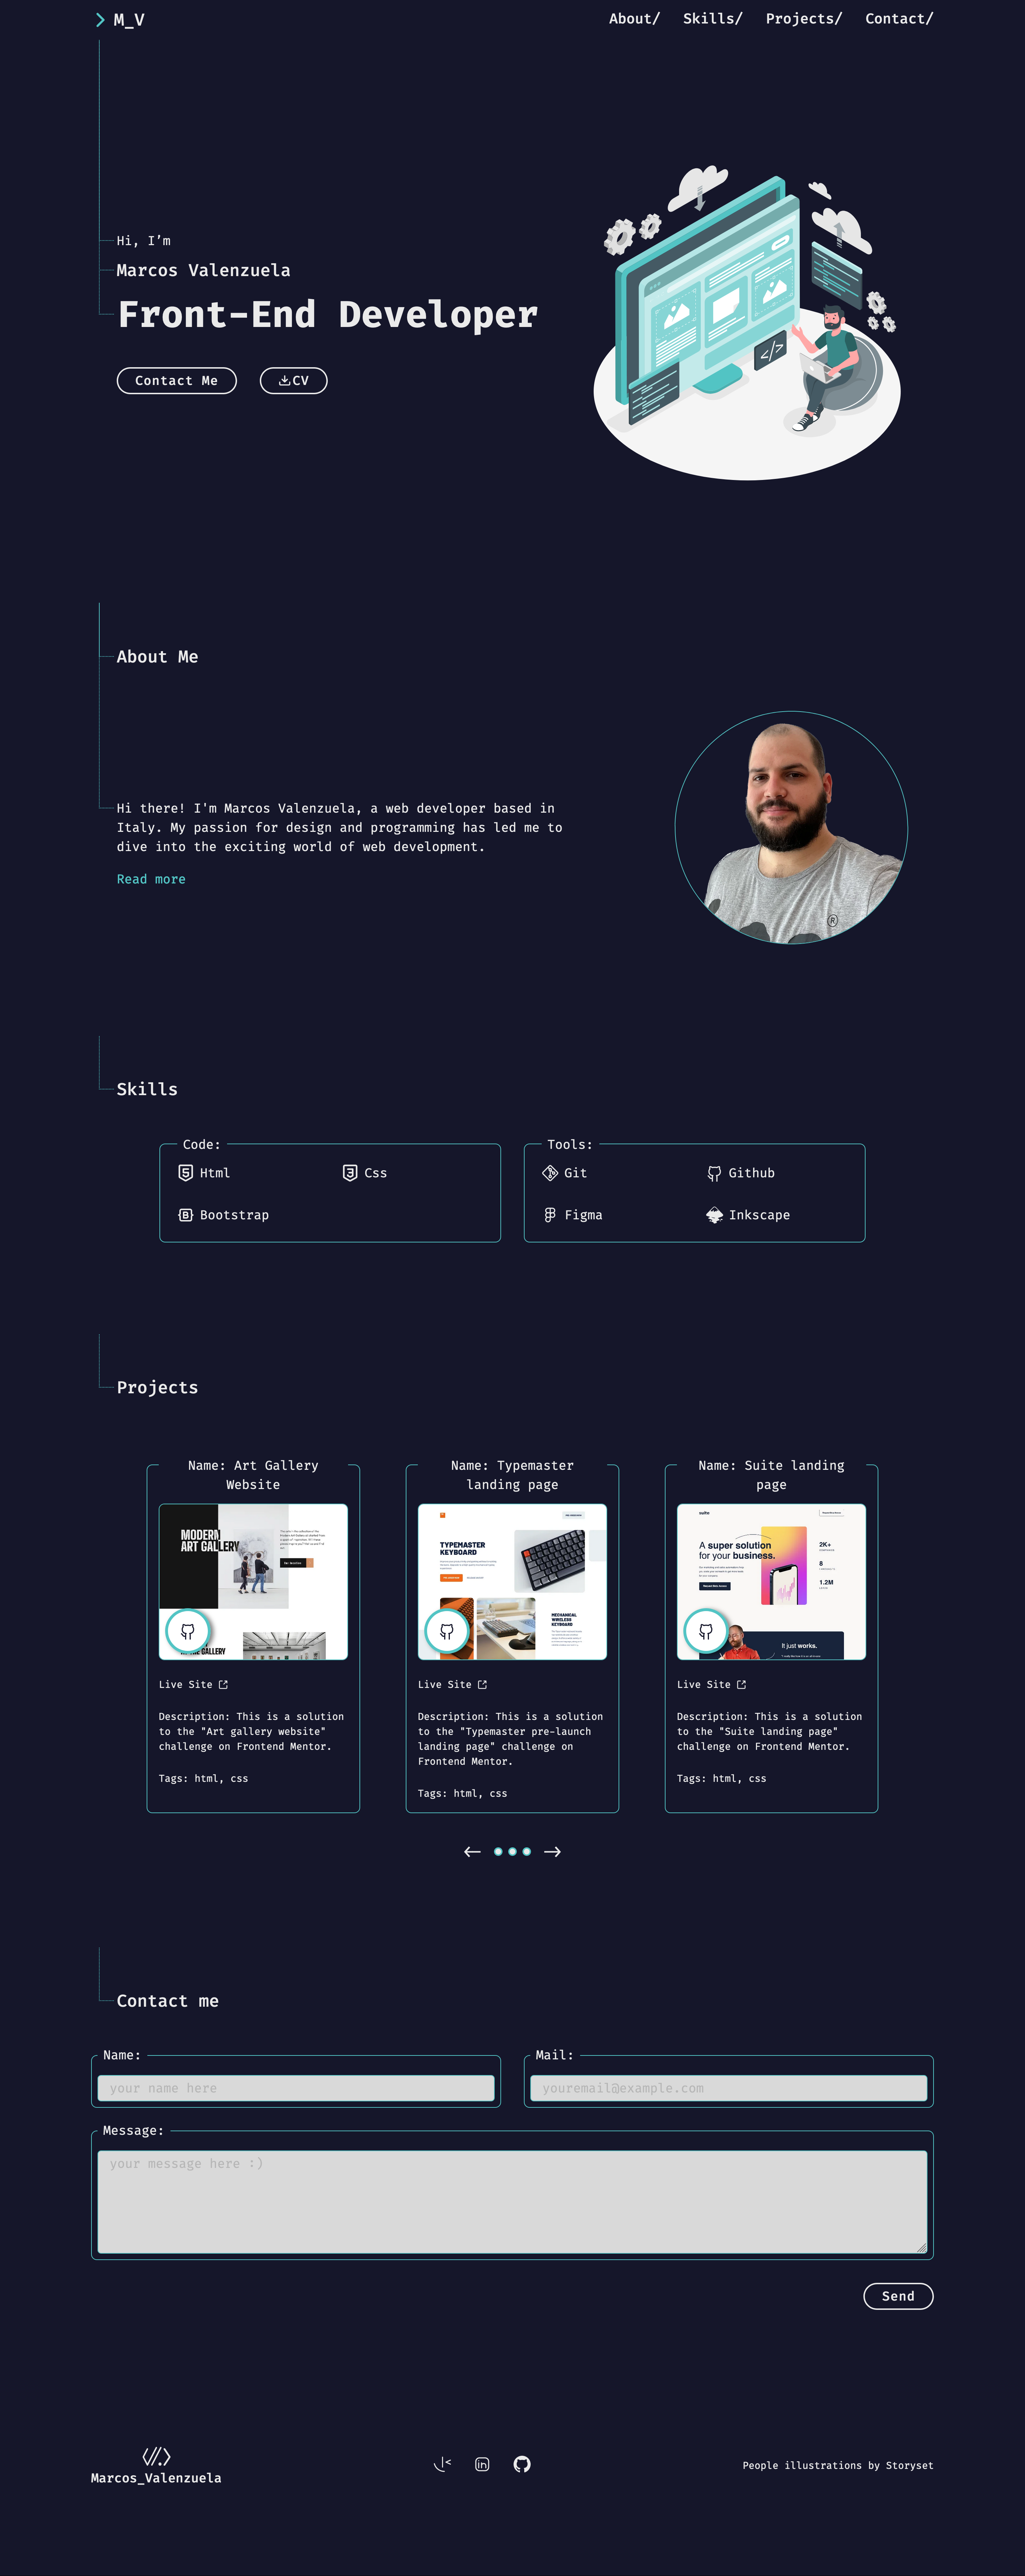 M_V
About/ Skills/ Projects/ Contact/
Hi, I’m
Marcos Valenzuela
Front-End Developer
Contact Me
CV
</>
About Me
Hi there! I'm Marcos Valenzuela, a web developer based in
Italy. My passion for design and programming has led me to
dive into the exciting world of web development.
Read more
Skills
Code:
Html
Css
Bootstrap
Tools:
Git
Github
Figma
Inkscape
Projects
Name: Art Gallery
Website
MODERN
ART GALLERY
Live Site
Description: This is a solution
to the "Art gallery website"
challenge on Frontend Mentor.
Tags: html, css
Name: Typemaster
landing page
TYPEMASTER
KEYBOARD
MECHANICAL
WIRELESS
KEYBOARD
Live Site
Description: This is a solution
to the "Typemaster pre-launch
landing page" challenge on
Frontend Mentor.
Tags: html, css
Name: Suite landing
page
suite
A super solution
for your business.
2K+
8
1.2M
It just works.
Live Site
Description: This is a solution
to the "Suite landing page"
challenge on Frontend Mentor.
Tags: html, css
Contact me
Name:
your name here
Mail:
youremail@example.com
Message:
your message here :)
Send
Marcos_Valenzuela
People illustrations by Storyset